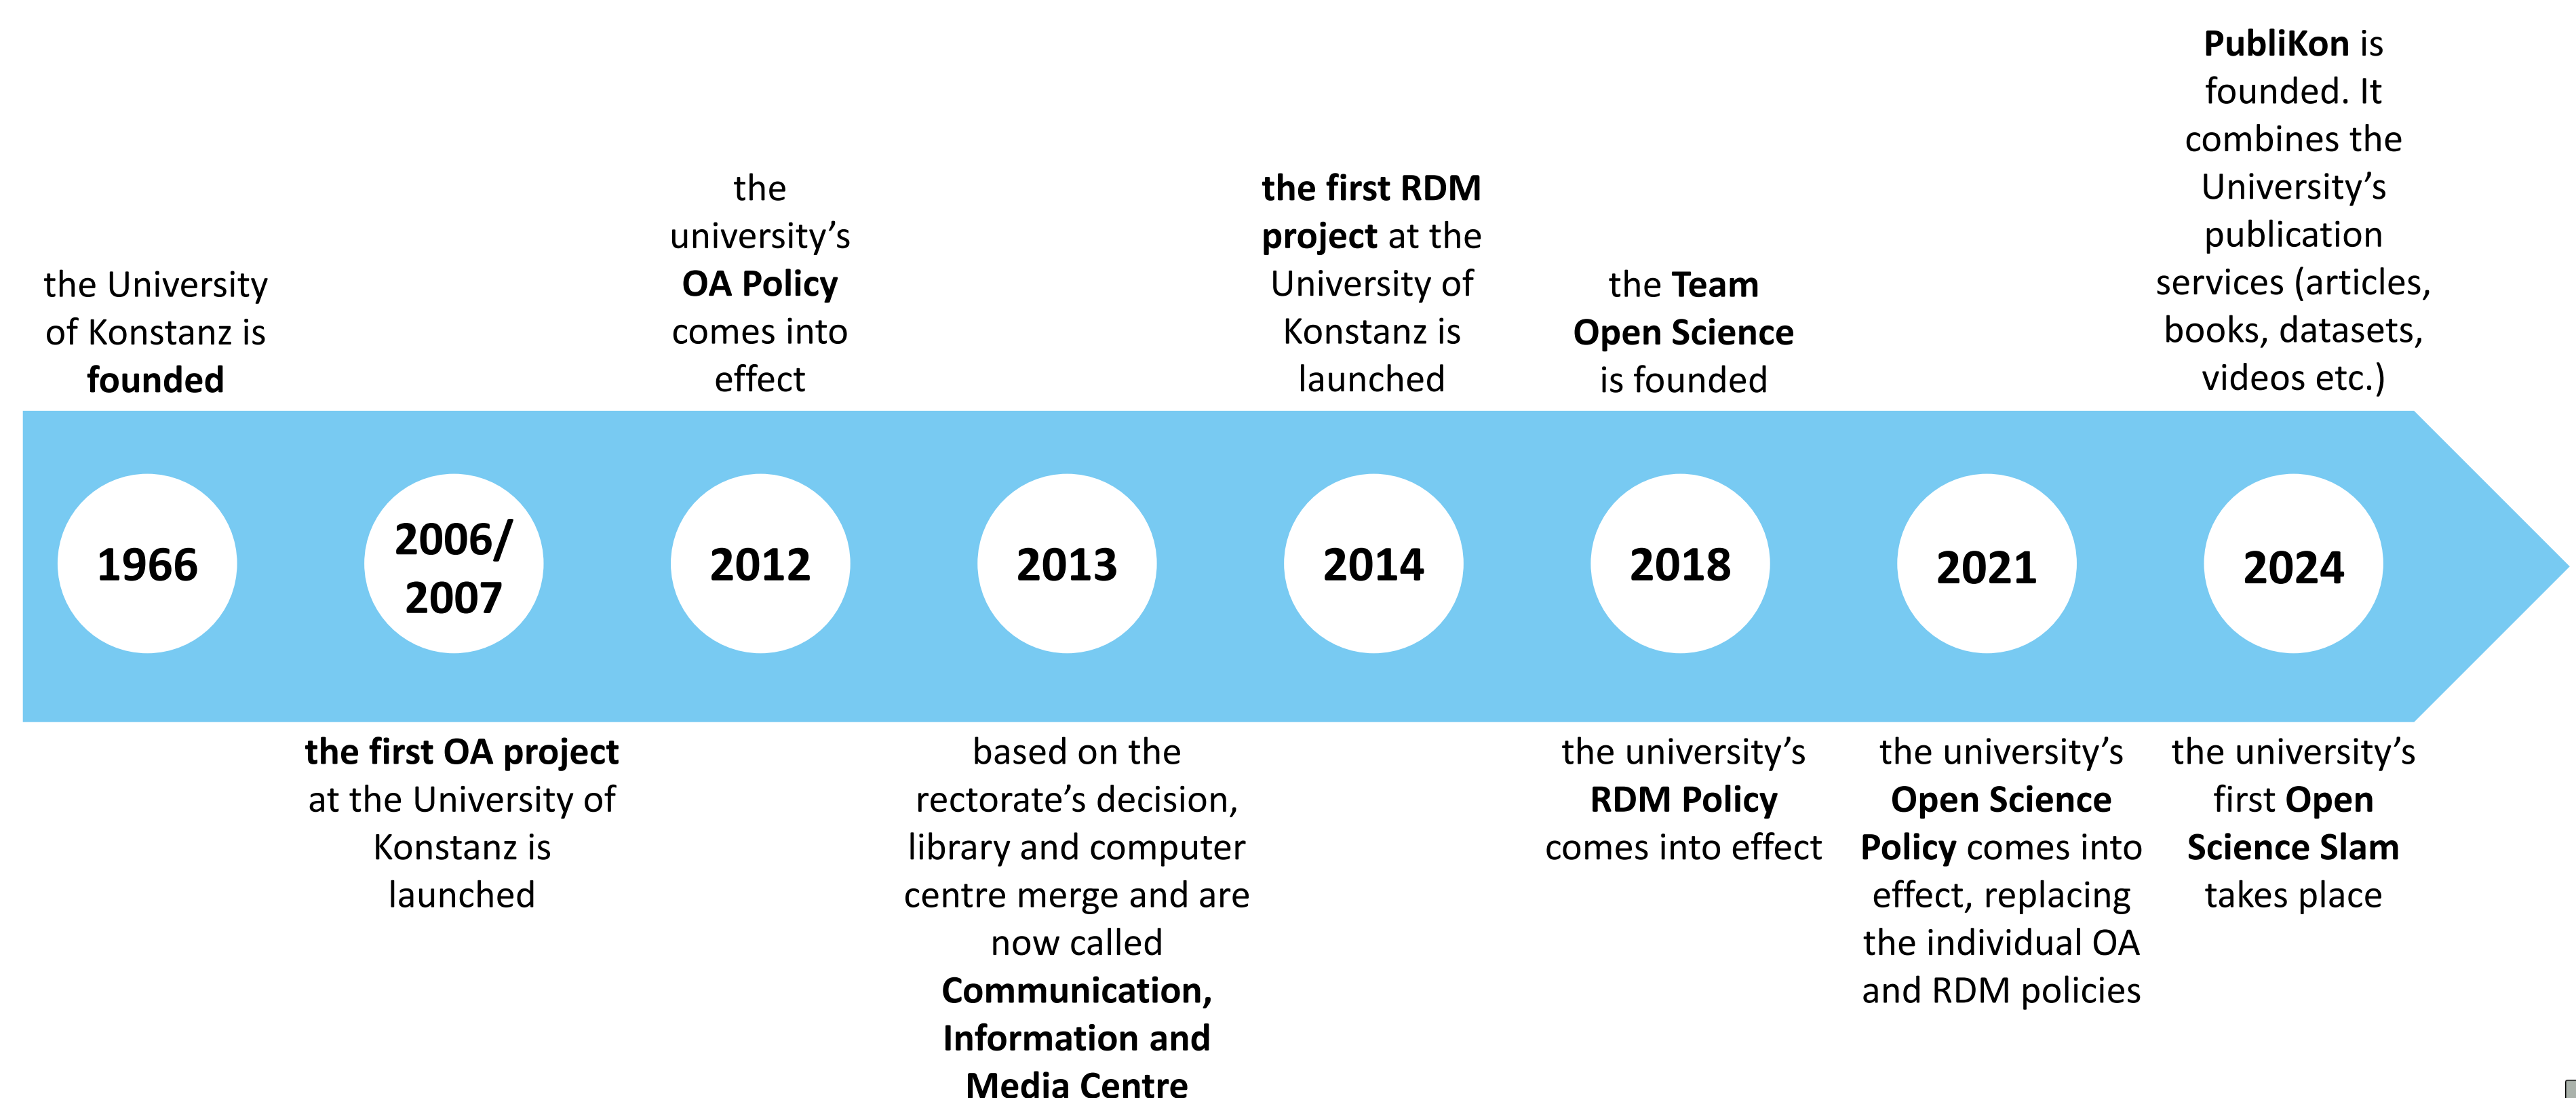 the University
of Konstanz is
founded
1966
2006/
2007
the first OA project
at the University of
Konstanz is
launched
the
university’s
OA Policy
comes into
effect
2012
2013
based on the
rectorate’s decision,
library and computer
centre merge and are
now called
Communication,
Information and
Media Centre
the first RDM
project at the
University of
Konstanz is
launched
2014
the Team
Open Science
is founded
2018
the university’s
RDM Policy
comes into effect
2021
the university’s
Open Science
Policy comes into
effect, replacing
the individual OA
and RDM policies
PubliKon is
founded. It
combines the
University’s
publication
services (articles,
books, datasets,
videos etc.)
2024
the university’s
first Open
Science Slam
takes place